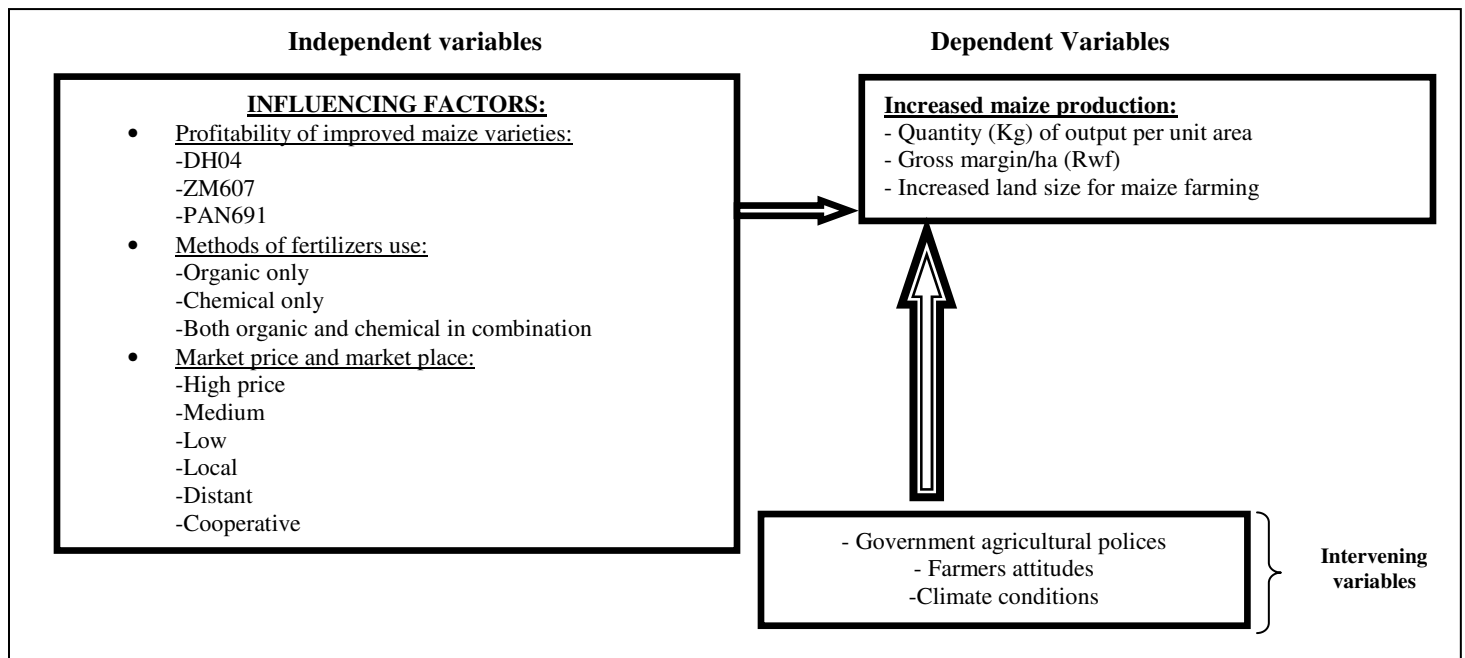 Independent variables
Dependent Variables
INFLUENCING FACTORS:
• Profitability of improved maize varieties:
-DH04
-ZM607
-PAN691
• Methods of fertilizers use:
-Organic only
-Chemical only
-Both organic and chemical in combination
• Market price and market place:
-High price
-Medium
-Low
-Local
-Distant
-Cooperative
Increased maize production:
- Quantity (Kg) of output per unit area
- Gross margin/ha (Rwf)
- Increased land size for maize farming
- Government agricultural polices
- Farmers attitudes
-Climate conditions
Intervening
variables